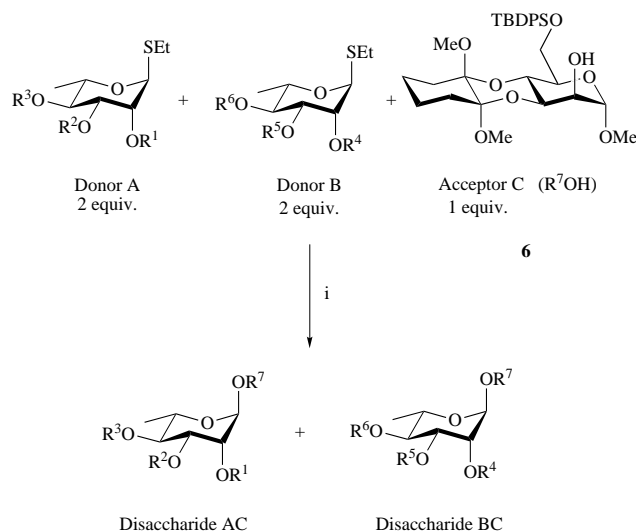 TBDPSO
SEt SEt MeO OH
R³O O + R⁶O O + O O
R²O OR¹ R⁵O OR⁴ O OMe OMe
Donor A Donor B Acceptor C (R⁷OH)
2 equiv. 2 equiv. 1 equiv.
6
i
OR⁷ OR⁷
R³O O + R⁶O O
R²O OR¹ R⁵O OR⁴
Disaccharide AC Disaccharide BC